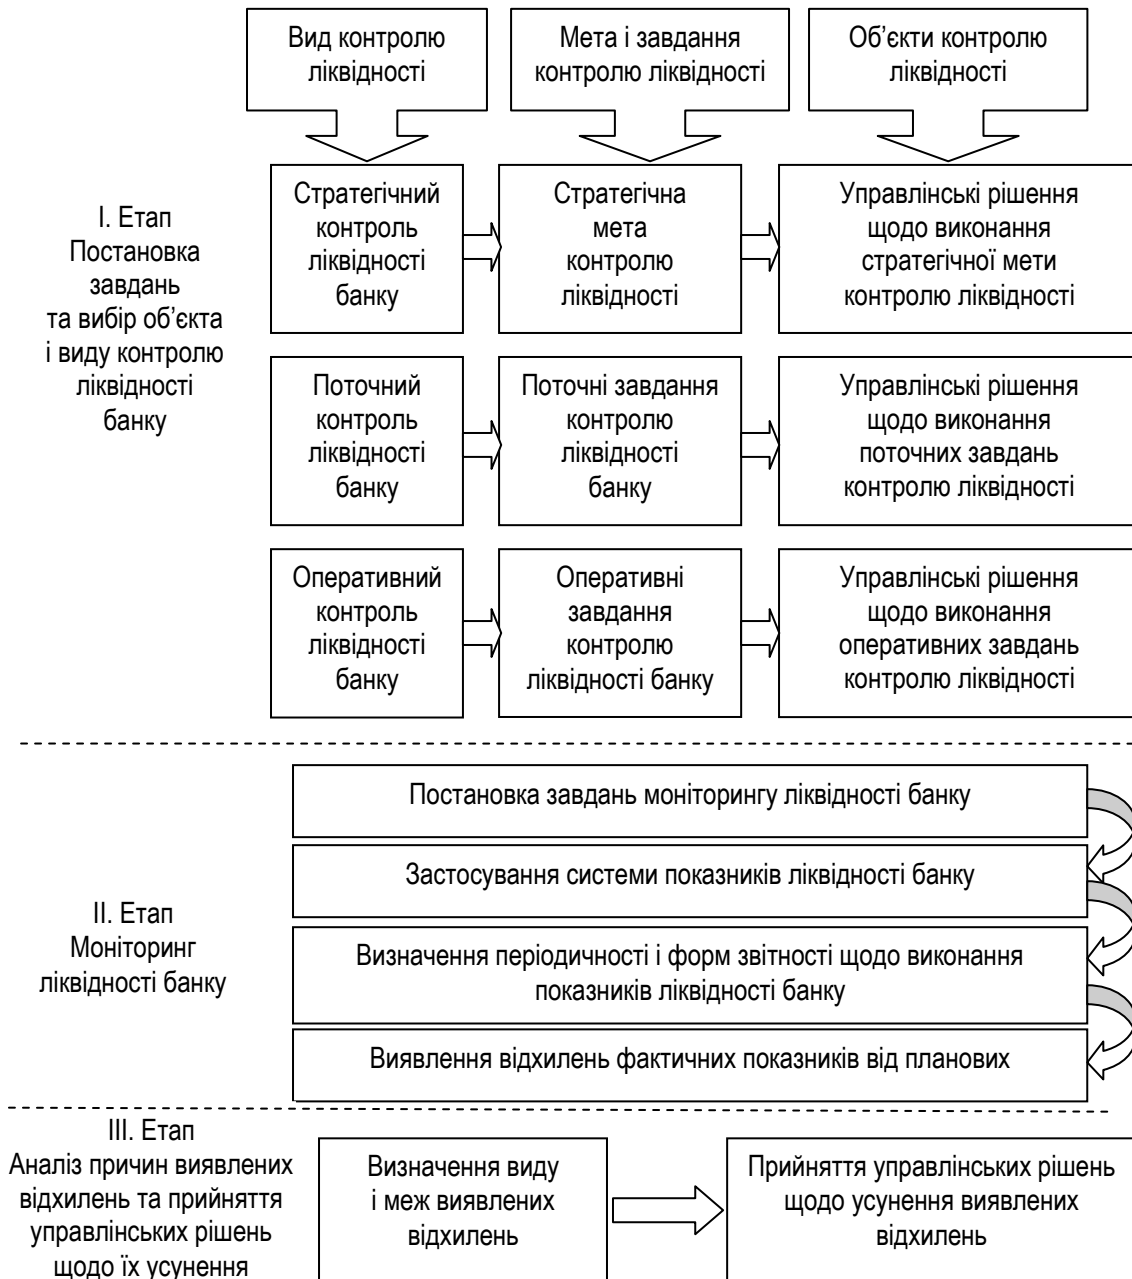 Вид контролю
ліквідності
Мета і завдання
контролю ліквідності
Об’єкти контролю
ліквідності
І. Етап
Постановка
завдань
та вибір об’єкта
і виду контролю
ліквідності
банку
Стратегічний
контроль
ліквідності
банку
Стратегічна
мета
контролю
ліквідності
Управлінські рішення
щодо виконання
стратегічної мети
контролю ліквідності
Поточний
контроль
ліквідності
банку
Поточні завдання
контролю
ліквідності
банку
Управлінські рішення
щодо виконання
поточних завдань
контролю ліквідності
Оперативний
контроль
ліквідності
банку
Оперативні
завдання
контролю
ліквідності банку
Управлінські рішення
щодо виконання
оперативних завдань
контролю ліквідності
ІІ. Етап
Моніторинг
ліквідності банку
Постановка завдань моніторингу ліквідності банку
Застосування системи показників ліквідності банку
Визначення періодичності і форм звітності щодо виконання
показників ліквідності банку
Виявлення відхилень фактичних показників від планових
ІІІ. Етап
Аналіз причин виявлених
відхилень та прийняття
управлінських рішень
щодо їх усунення
Визначення виду
і меж виявлених
відхилень
Прийняття управлінських рішень
щодо усунення виявлених
відхилень